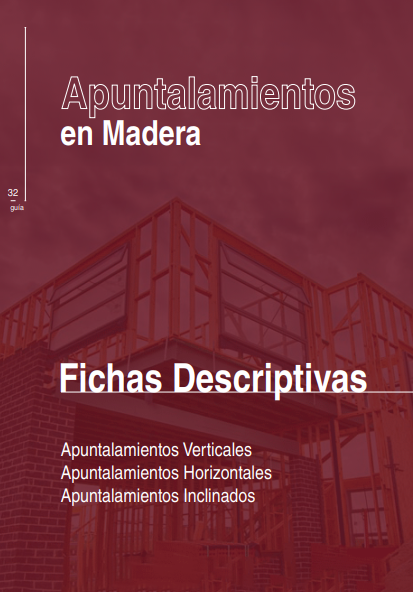 Apuntalamientos
en Madera
32
guía
Fichas Descriptivas
Apuntalamientos Verticales
Apuntalamientos Horizontales
Apuntalamientos Inclinados